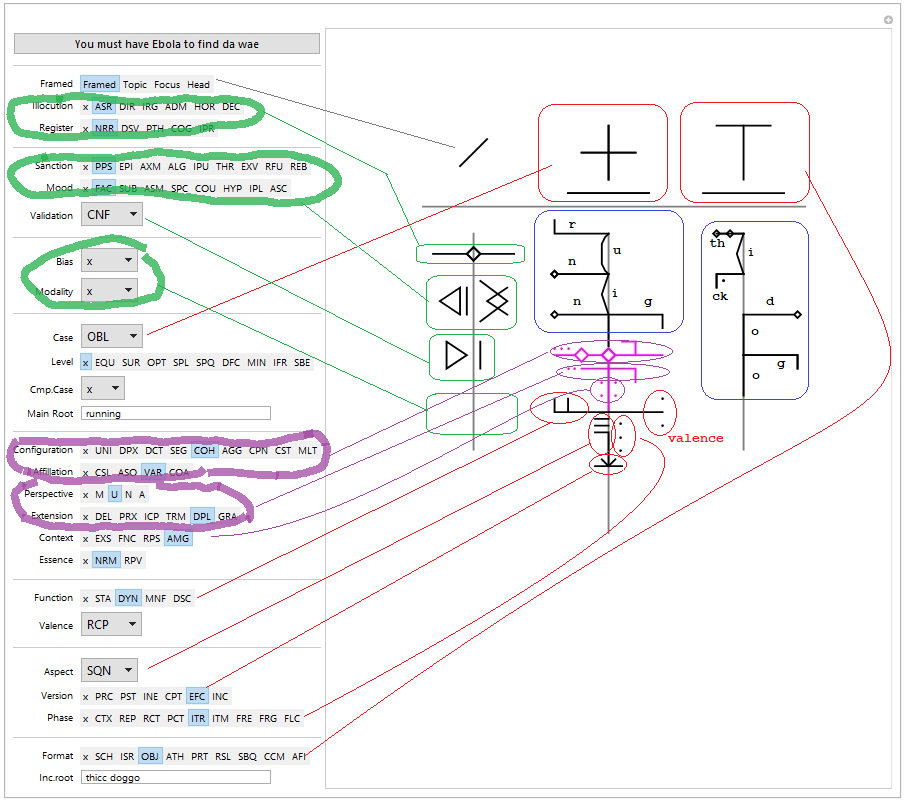 You must have Ebola to find da wae
Framed Framed Topic Focus Head
Illocution x ASR DIR IRG ADM HOR DEC
Register x NRR DSV PTH COG IPR
Sanction x PPS EPI AXM ALG IPU THR EXV RFU REB
Mood x FAC SUB ASM SPC COU HYP IPL ASC
Validation CNF
Bias x
Modality x
Case OBL
Level x EQU SUR OPT SPL SPQ DFC MIN IFR SBE
Cmp.Case x
Main Root running
Configuration x UNI DPX DCT SEG COH AGG CPN CST MLT
Affiliation x CSL ASO VAR COA
Perspective x M U N A
Extension x DEL PRX ICP TRM DPL GRA
Context x EXS FNC RPS AMG
Essence x NRM RPV
Function x STA DYN MNF DSC
Valence RCP
Aspect SQN
Version x PRC PST INE CPT EFC INC
Phase x CTX REP RCT PCT ITR ITM FRE FRG FLC
Format x SCH ISR OBJ ATH PRT RSL SBQ CCM AFI
Inc.root thicc doggo
r
u
n
i
n g
th
i
ck
d
o
g
o
valence